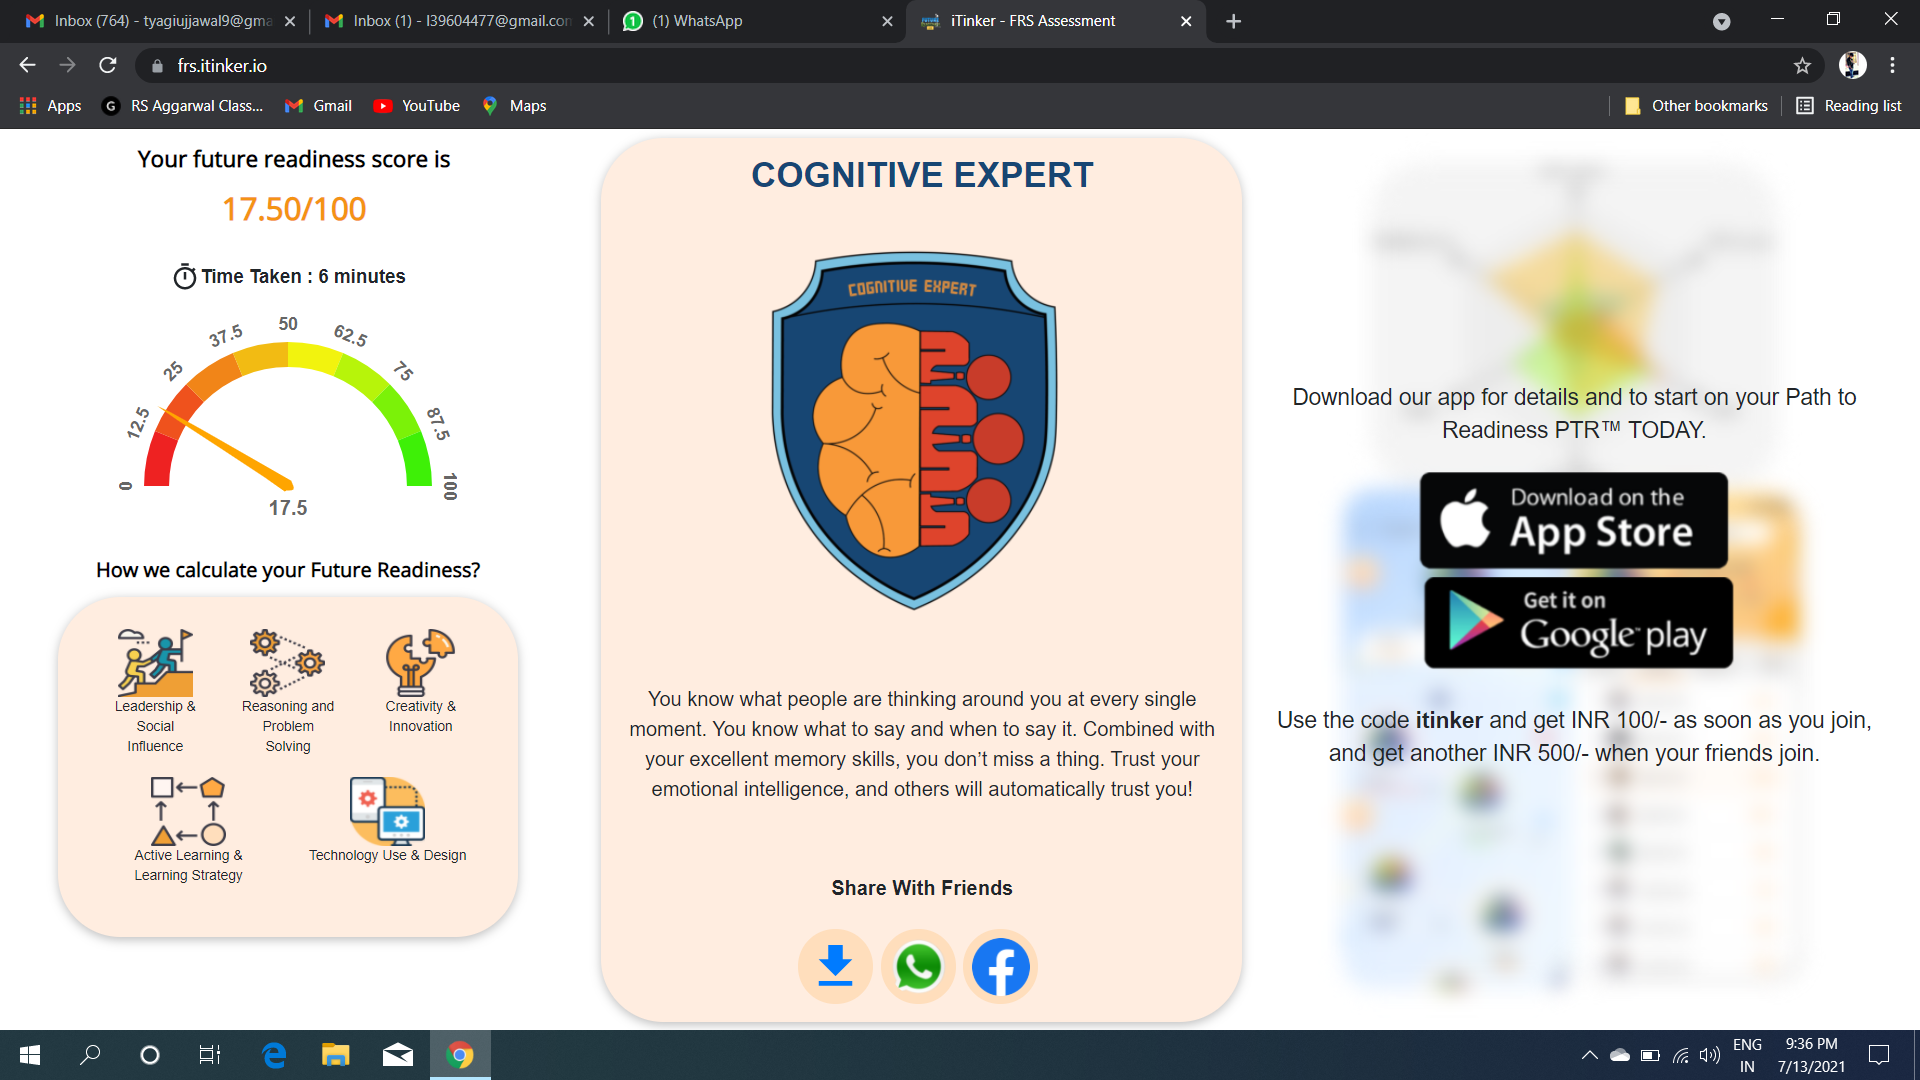 Inbox (764) - tyagiujjawal9@gma
Inbox (1) - l39604477@gmail.com
(1) WhatsApp
iTinker - FRS Assessment
frs.itinker.io
Apps
RS Aggarwal Class...
Gmail
YouTube
Maps
Other bookmarks
Reading list
Your future readiness score is
17.50/100
Time Taken : 6 minutes
0
12.5
25
37.5
50
62.5
75
87.5
100
17.5
How we calculate your Future Readiness?
Leadership &
Social
Influence
Reasoning and
Problem
Solving
Creativity &
Innovation
Active Learning &
Learning Strategy
Technology Use & Design
COGNITIVE EXPERT
COGNITIVE EXPERT
You know what people are thinking around you at every single
moment. You know what to say and when to say it. Combined with
your excellent memory skills, you don’t miss a thing. Trust your
emotional intelligence, and others will automatically trust you!
Share With Friends
Download our app for details and to start on your Path to
Readiness PTR™ TODAY.
Download on the
App Store
Get it on
Google play
Use the code itinker and get INR 100/- as soon as you join,
and get another INR 500/- when your friends join.
ENG
IN
9:36 PM
7/13/2021